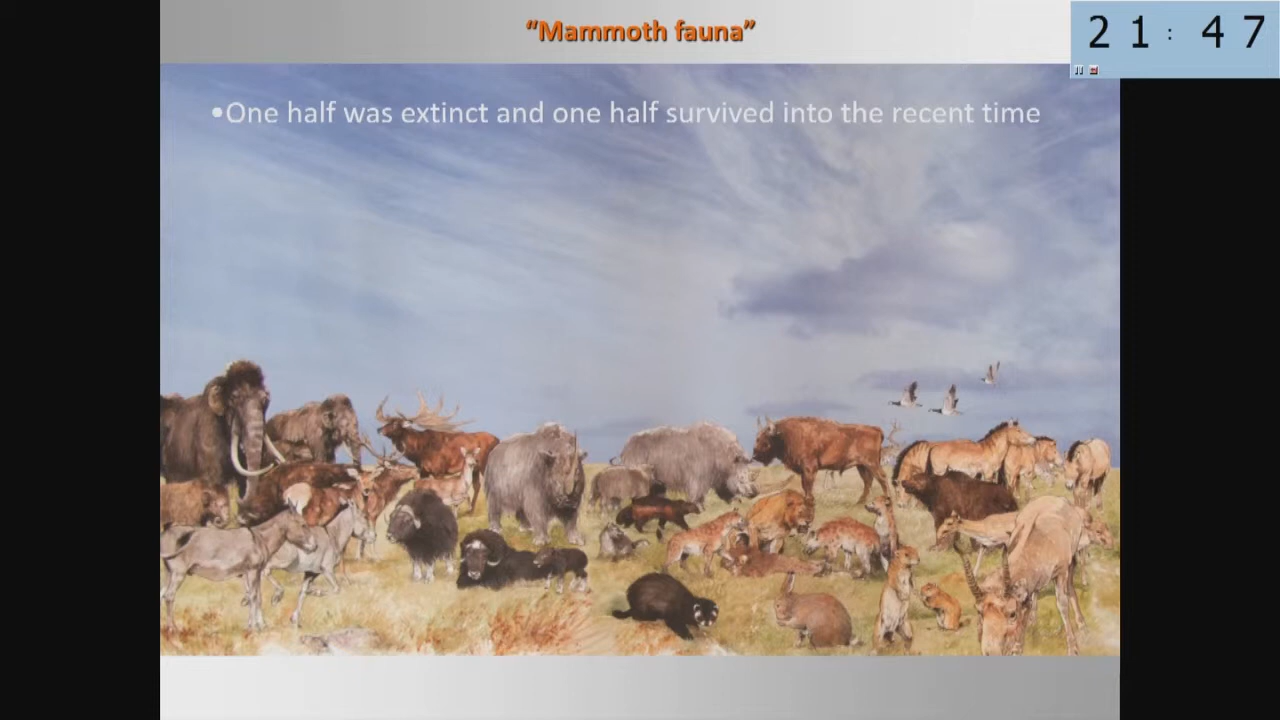 “Mammoth fauna”
21:47
•One half was extinct and one half survived into the recent time